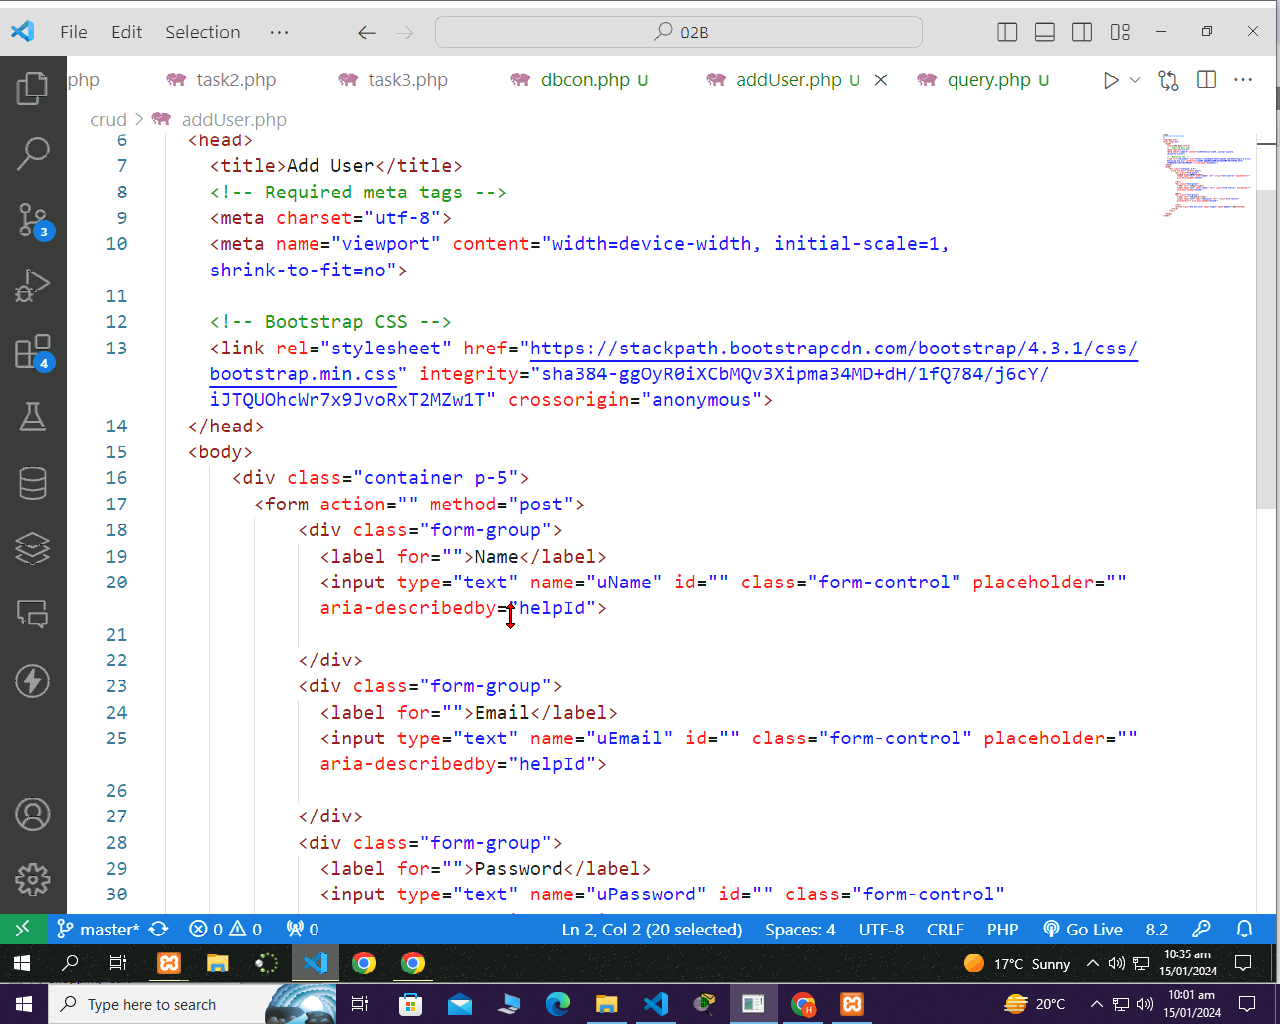 File Edit Selection ··· 02B
php task2.php task3.php dbcon.php U addUser.php U query.php U
crud > addUser.php
6 <head>
7 <title>Add User</title>
8 <!-- Required meta tags -->
9 <meta charset="utf-8">
10 <meta name="viewport" content="width=device-width, initial-scale=1,
shrink-to-fit=no">
11
12 <!-- Bootstrap CSS -->
13 <link rel="stylesheet" href="https://stackpath.bootstrapcdn.com/bootstrap/4.3.1/css/
bootstrap.min.css" integrity="sha384-ggOyR0iXCbMQv3Xipma34MD+dH/1fQ784/j6cY/
iJTQUOhcWr7x9JvoRxT2MZw1T" crossorigin="anonymous">
14 </head>
15 <body>
16 <div class="container p-5">
17 <form action="" method="post">
18 <div class="form-group">
19 <label for="">Name</label>
20 <input type="text" name="uName" id="" class="form-control" placeholder=""
aria-describedby="helpId">
21
22 </div>
23 <div class="form-group">
24 <label for="">Email</label>
25 <input type="text" name="uEmail" id="" class="form-control" placeholder=""
aria-describedby="helpId">
26
27 </div>
28 <div class="form-group">
29 <label for="">Password</label>
30 <input type="text" name="uPassword" id="" class="form-control"
3
4
master* 0 0 0 Ln 2, Col 2 (20 selected) Spaces: 4 UTF-8 CRLF PHP Go Live 8.2
17°C Sunny 10:35 am
15/01/2024
Type here to search 20°C 10:01 am
15/01/2024